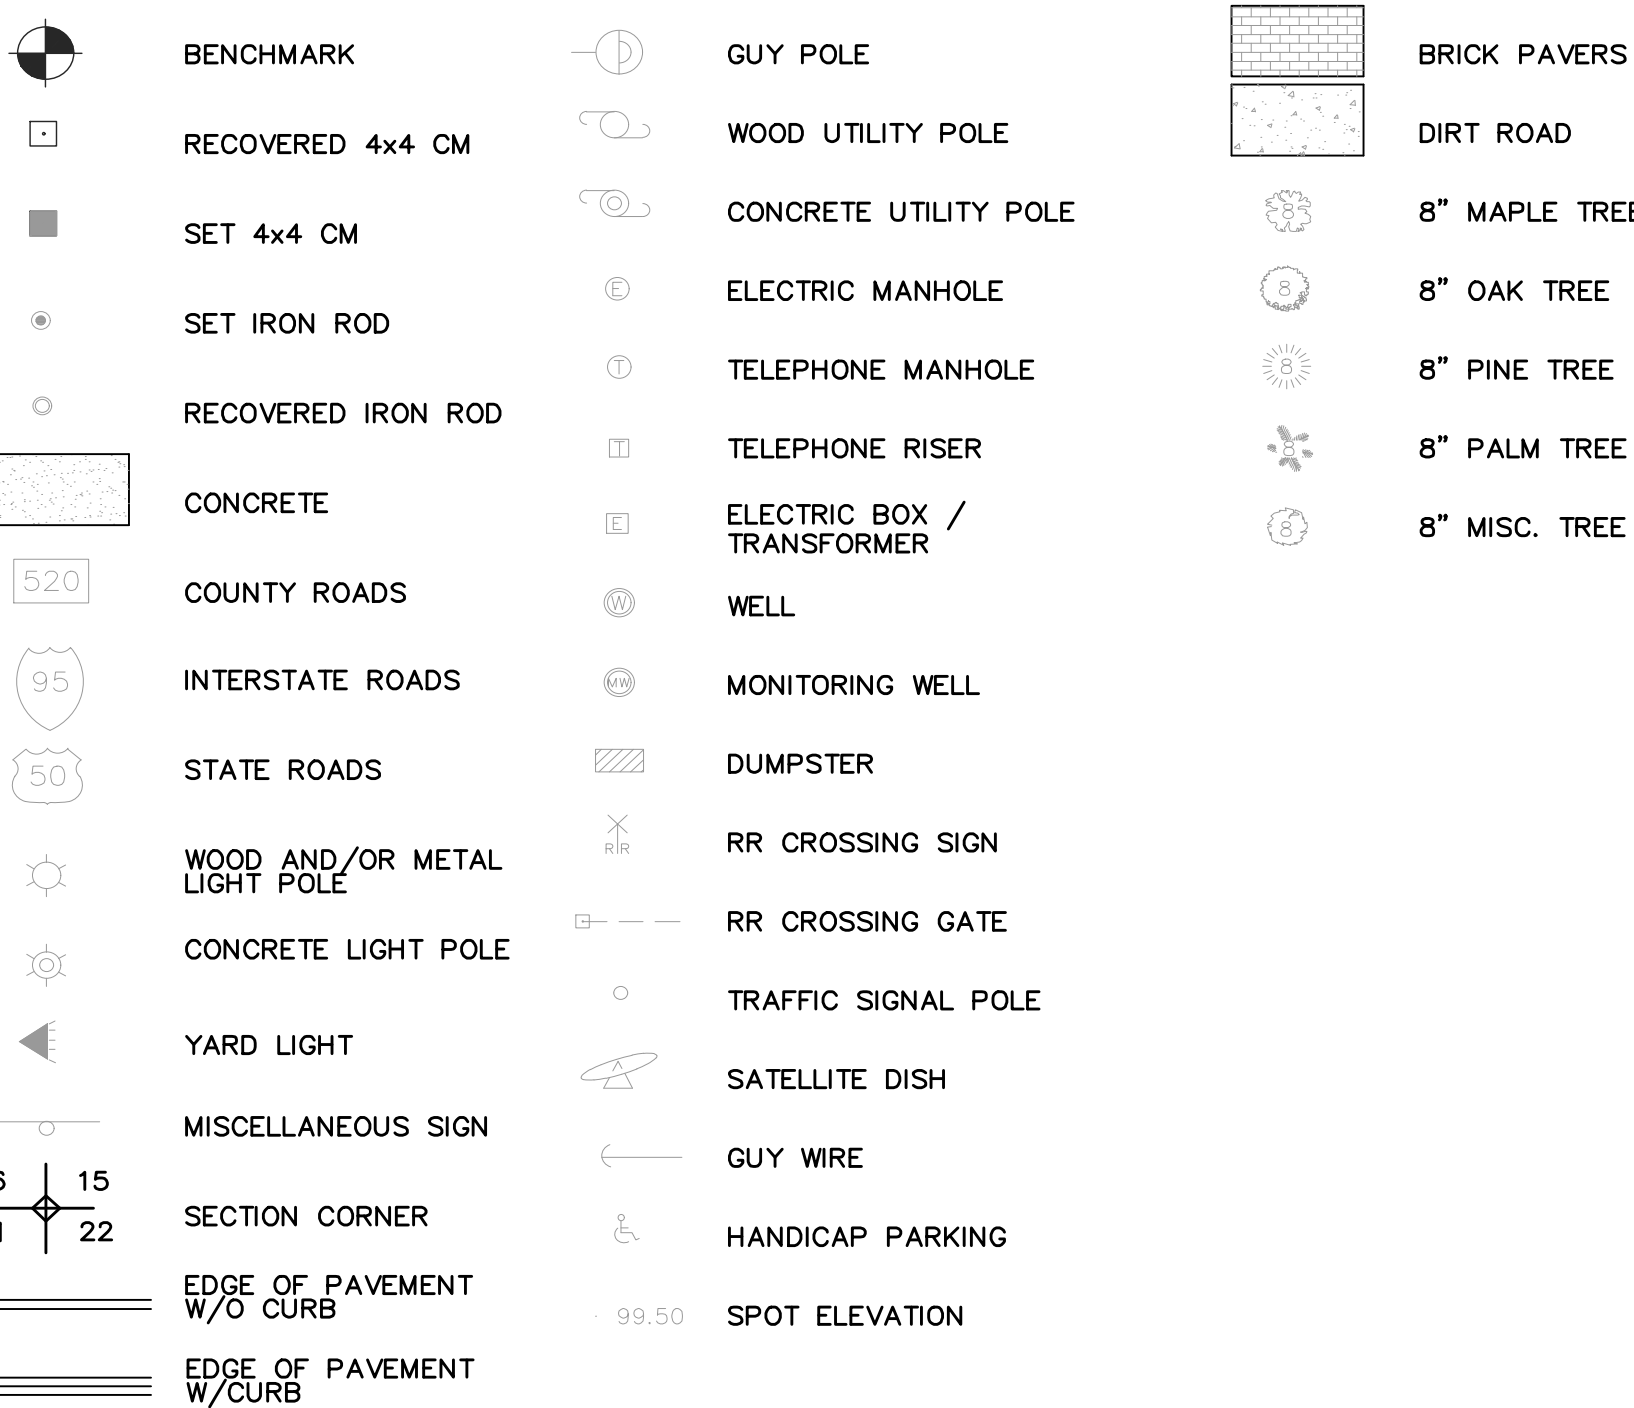 BENCHMARK
RECOVERED 4x4 CM
SET 4x4 CM
SET IRON ROD
RECOVERED IRON ROD
CONCRETE
520
COUNTY ROADS
95
INTERSTATE ROADS
50
STATE ROADS
WOOD AND/OR METAL
LIGHT POLE
CONCRETE LIGHT POLE
YARD LIGHT
MISCELLANEOUS SIGN
15
22
SECTION CORNER
EDGE OF PAVEMENT
W/O CURB
EDGE OF PAVEMENT
W/CURB
GUY POLE
WOOD UTILITY POLE
CONCRETE UTILITY POLE
E
ELECTRIC MANHOLE
T
TELEPHONE MANHOLE
T
TELEPHONE RISER
E
ELECTRIC BOX /
TRANSFORMER
W
WELL
MW
MONITORING WELL
DUMPSTER
RR
RR CROSSING SIGN
RR CROSSING GATE
TRAFFIC SIGNAL POLE
SATELLITE DISH
GUY WIRE
HANDICAP PARKING
99.50
SPOT ELEVATION
BRICK PAVERS
DIRT ROAD
8
8” MAPLE TREE
8
8” OAK TREE
8
8” PINE TREE
8
8” PALM TREE
8
8” MISC. TREE